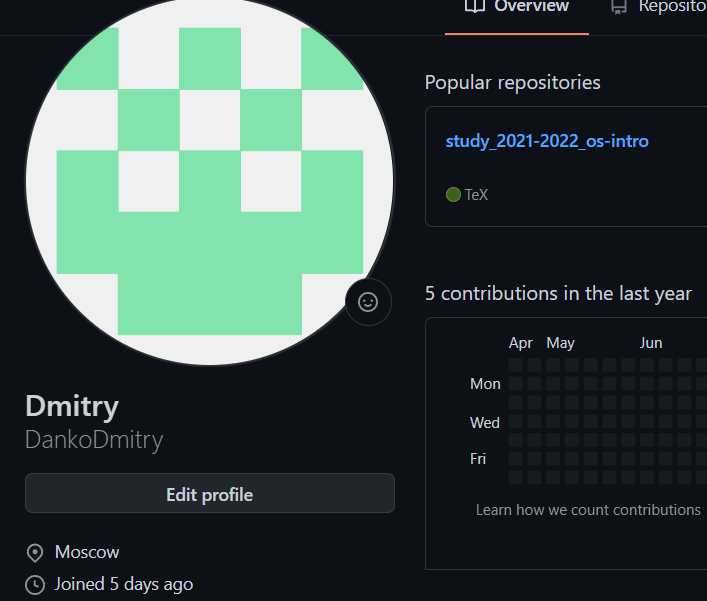 Overview
Reposito
Popular repositories
study_2021-2022_os-intro
TeX
5 contributions in the last year
Apr May Jun
Mon
Wed
Fri
Learn how we count contributions
Dmitry
DankoDmitry
Edit profile
Moscow
Joined 5 days ago